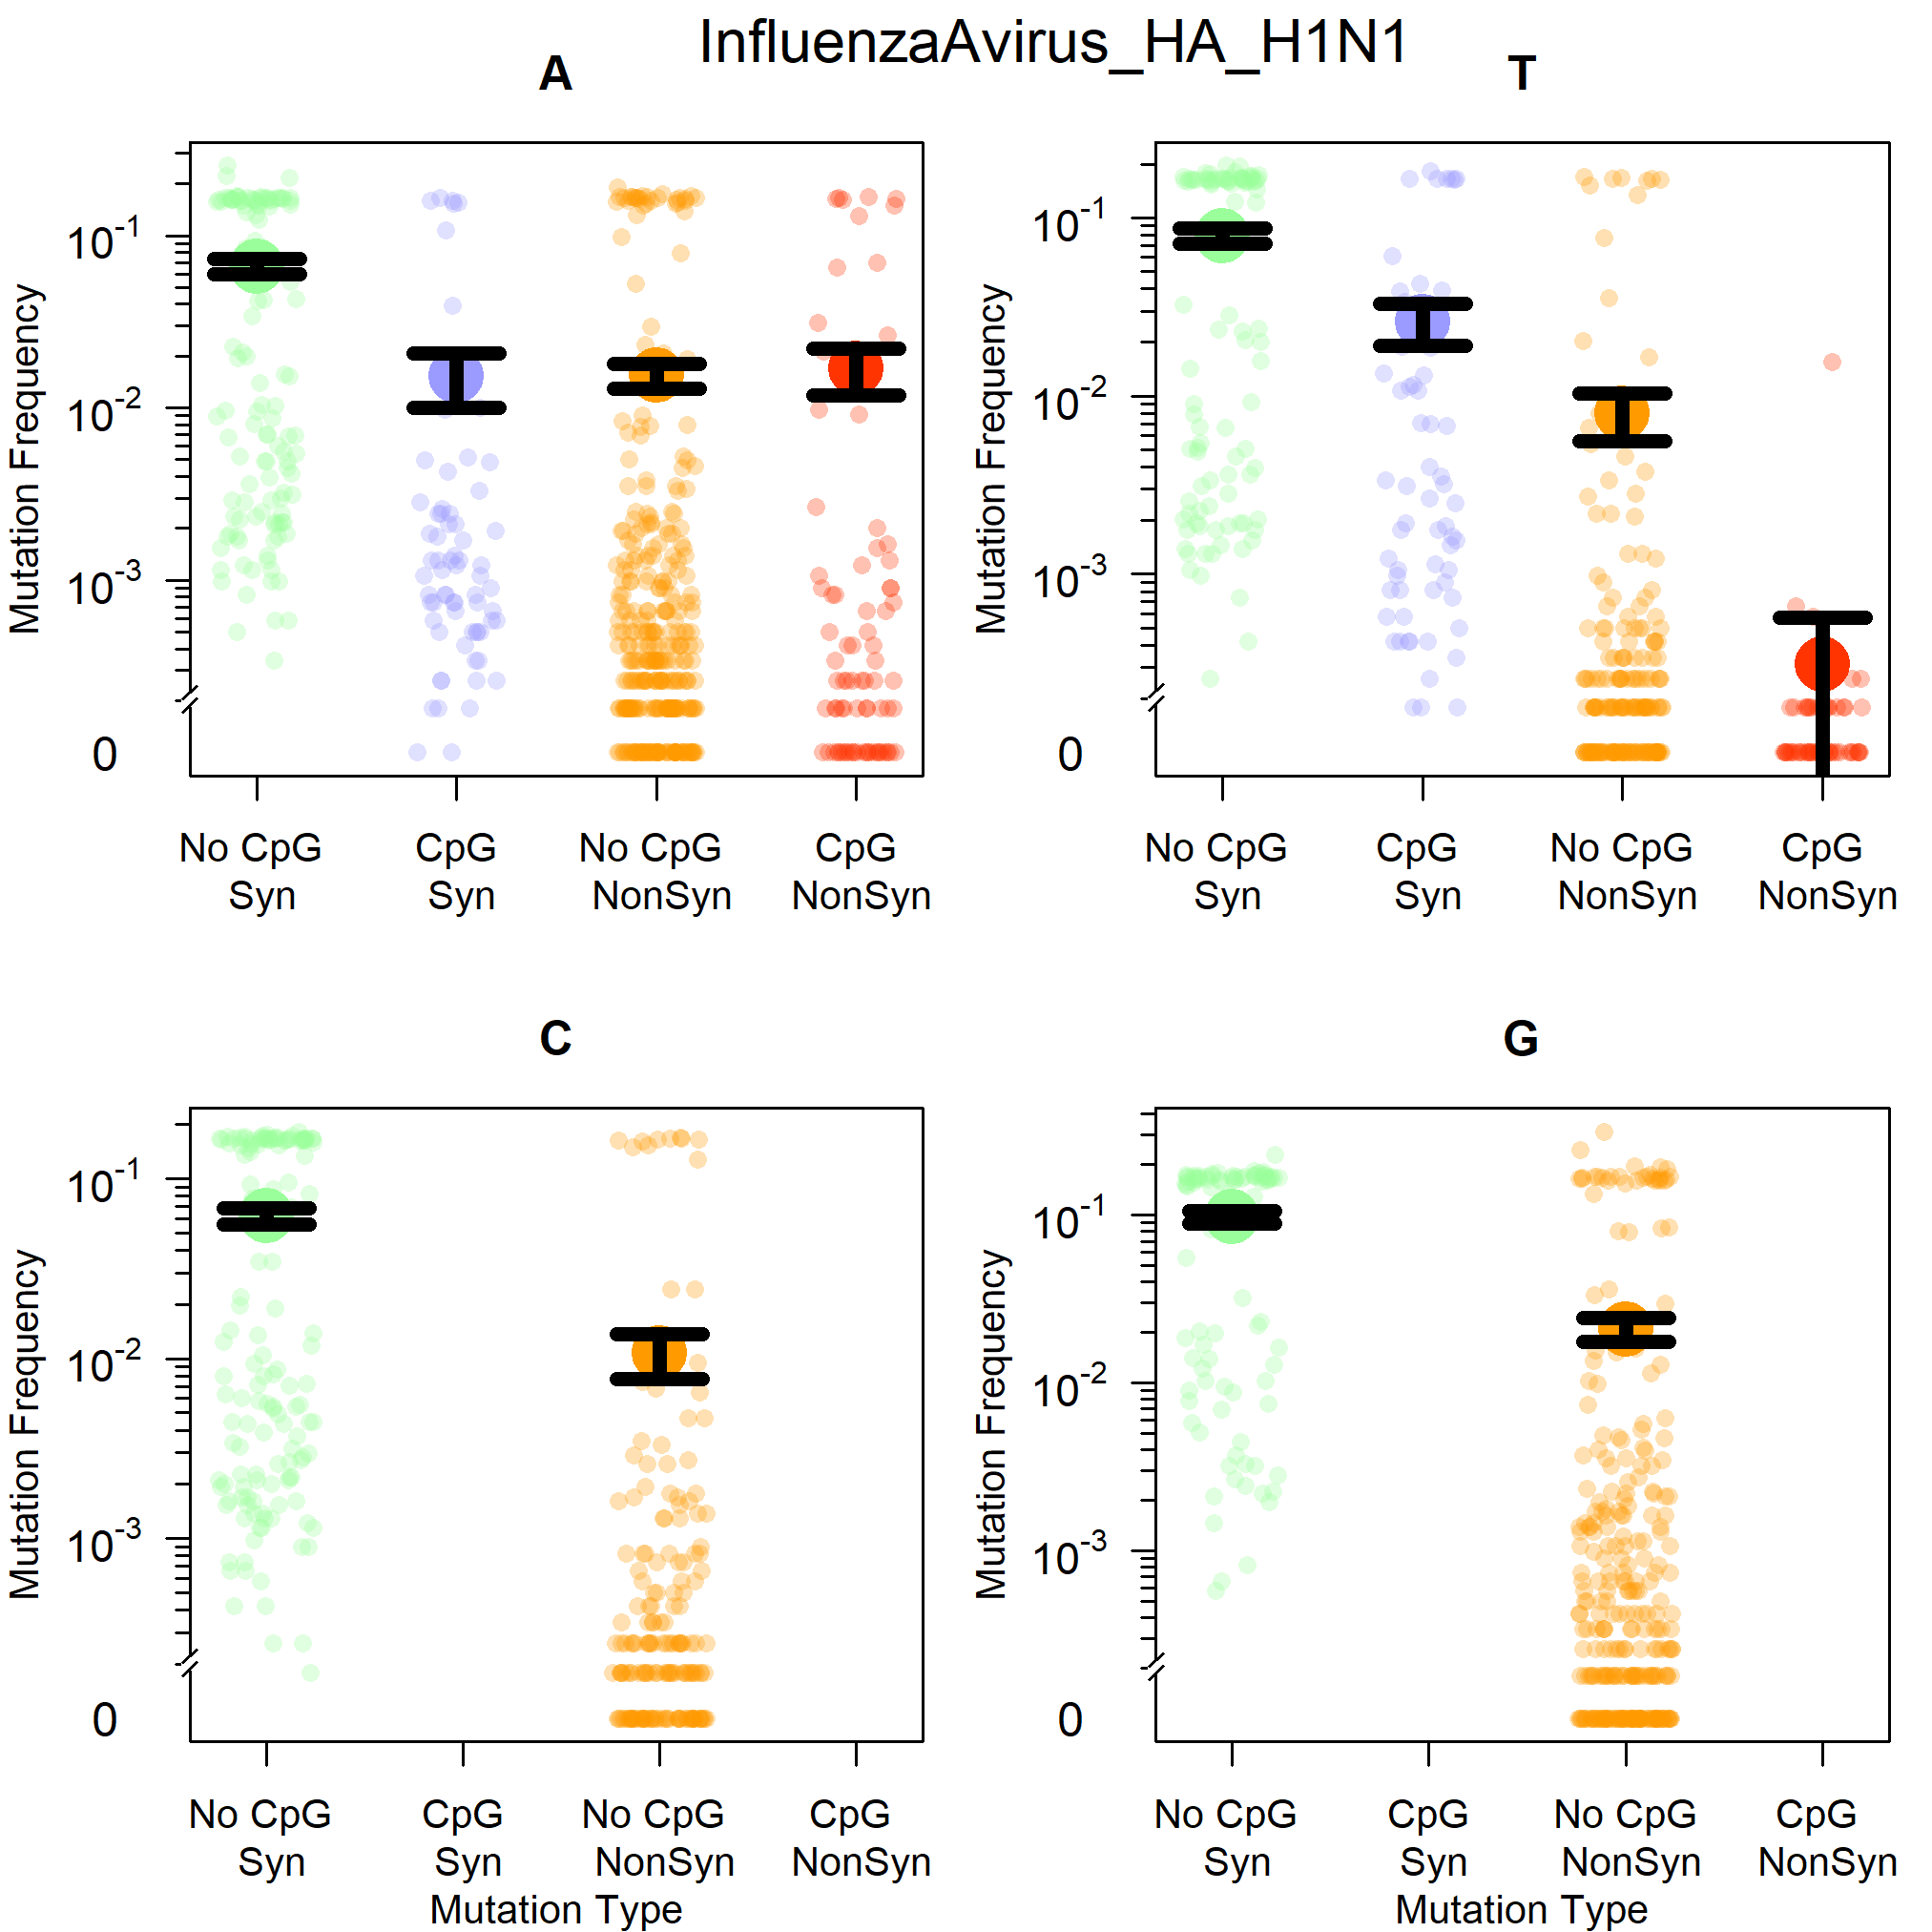 InfluenzaAvirus_HA_H1N1
A
Mutation Frequency
10-1
10-2
10-3
0
No CpG CpG No CpG CpG
Syn Syn NonSyn NonSyn
T
Mutation Frequency
10-1
10-2
10-3
0
No CpG CpG No CpG CpG
Syn Syn NonSyn NonSyn
C
Mutation Frequency
10-1
10-2
10-3
0
No CpG CpG No CpG CpG
Syn Syn NonSyn NonSyn
Mutation Type
G
Mutation Frequency
10-1
10-2
10-3
0
No CpG CpG No CpG CpG
Syn Syn NonSyn NonSyn
Mutation Type